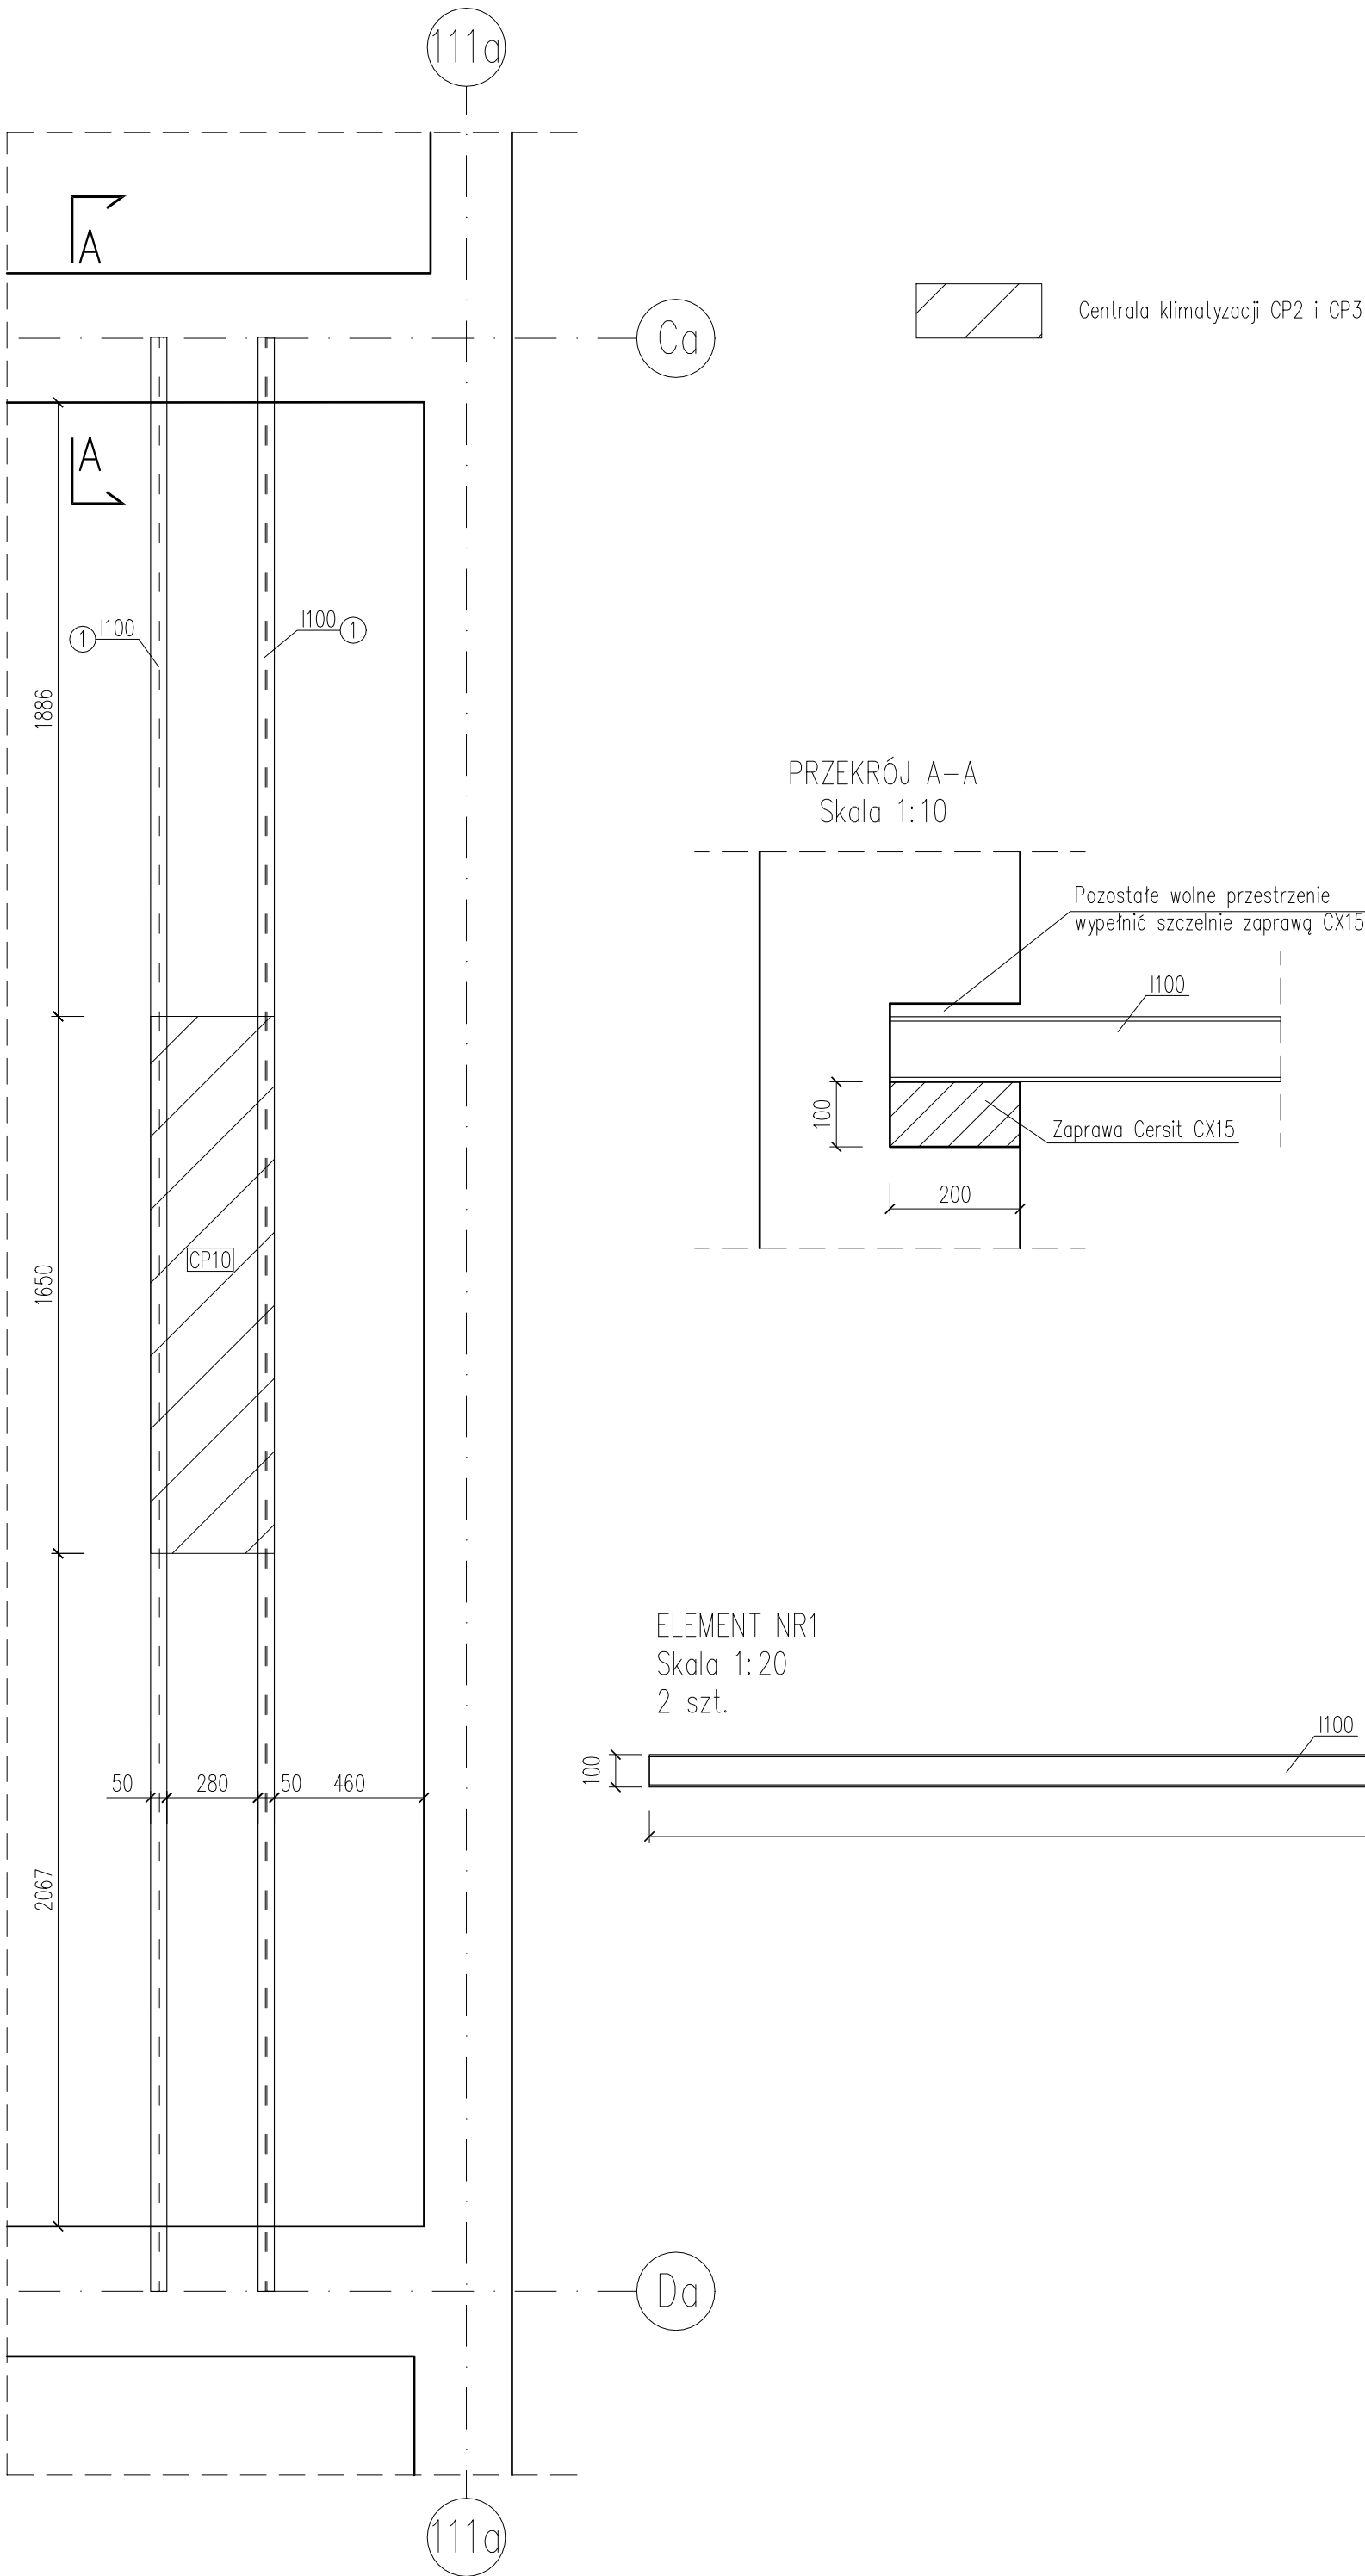 111a
A
Ca
Centrala klimatyzacji CP2 i CP3
A
1 I100
I100 1
1886
PRZEKRÓJ A-A
Skala 1:10
Pozostałe wolne przestrzenie
wypełnić szczelnie zaprawą CX15
I100
100
Zaprawa Cersit CX15
200
CP10
1650
ELEMENT NR1
Skala 1:20
2 szt.
I100
100
50 280 50 460
2067
Da
111a